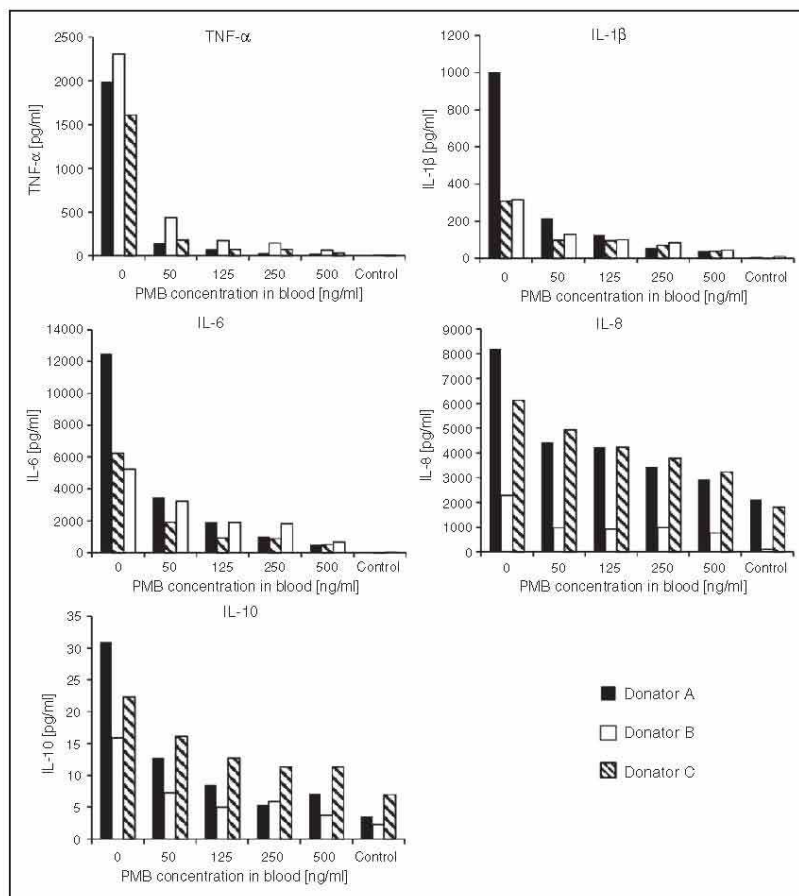 TNF-α
2500
2000
1500
1000
500
0
TNF-α [pg/ml]
0 50 125 250 500 Control
PMB concentration in blood [ng/ml]
IL-1β
1200
1000
800
600
400
200
0
IL-1β [pg/ml]
0 50 125 250 500 Control
PMB concentration in blood [ng/ml]
IL-6
14000
12000
10000
8000
6000
4000
2000
0
IL-6 [pg/ml]
0 50 125 250 500 Control
PMB concentration in blood [ng/ml]
IL-8
9000
8000
7000
6000
5000
4000
3000
2000
1000
0
IL-8 [pg/ml]
0 50 125 250 500 Control
PMB concentration in blood [ng/ml]
IL-10
35
30
25
20
15
10
5
0
IL-10 [pg/ml]
0 50 125 250 500 Control
PMB concentration in blood [ng/ml]
Donator A
Donator B
Donator C